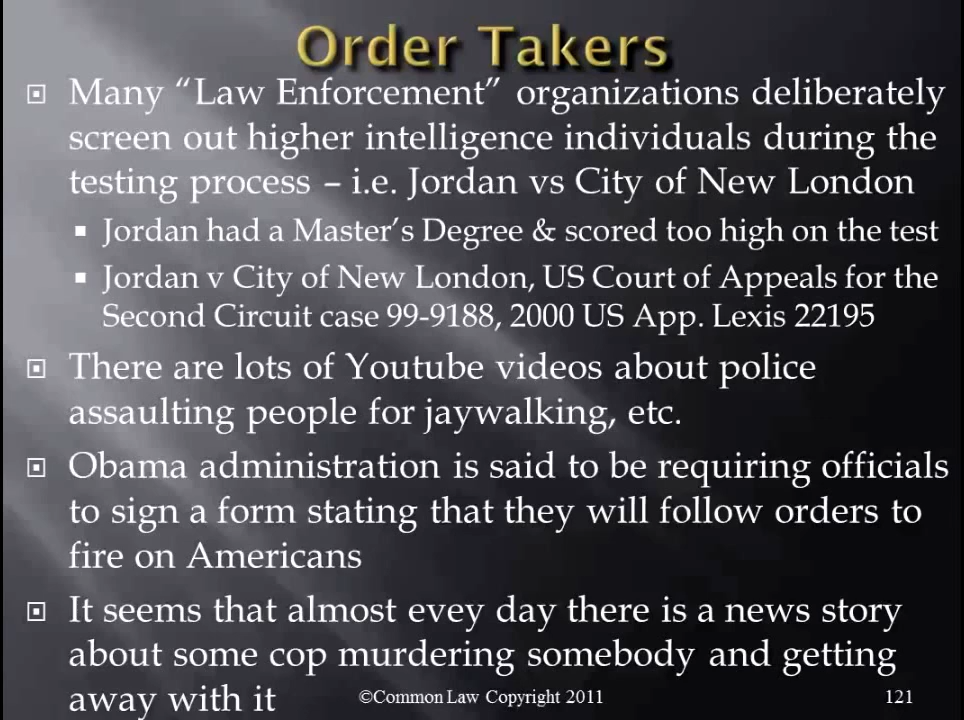 Order Takers
Many “Law Enforcement” organizations deliberately
screen out higher intelligence individuals during the
testing process – i.e. Jordan vs City of New London
Jordan had a Master’s Degree & scored too high on the test
Jordan v City of New London, US Court of Appeals for the
Second Circuit case 99-9188, 2000 US App. Lexis 22195
There are lots of Youtube videos about police
assaulting people for jaywalking, etc.
Obama administration is said to be requiring officials
to sign a form stating that they will follow orders to
fire on Americans
It seems that almost evey day there is a news story
about some cop murdering somebody and getting
away with it
©Common Law Copyright 2011
121